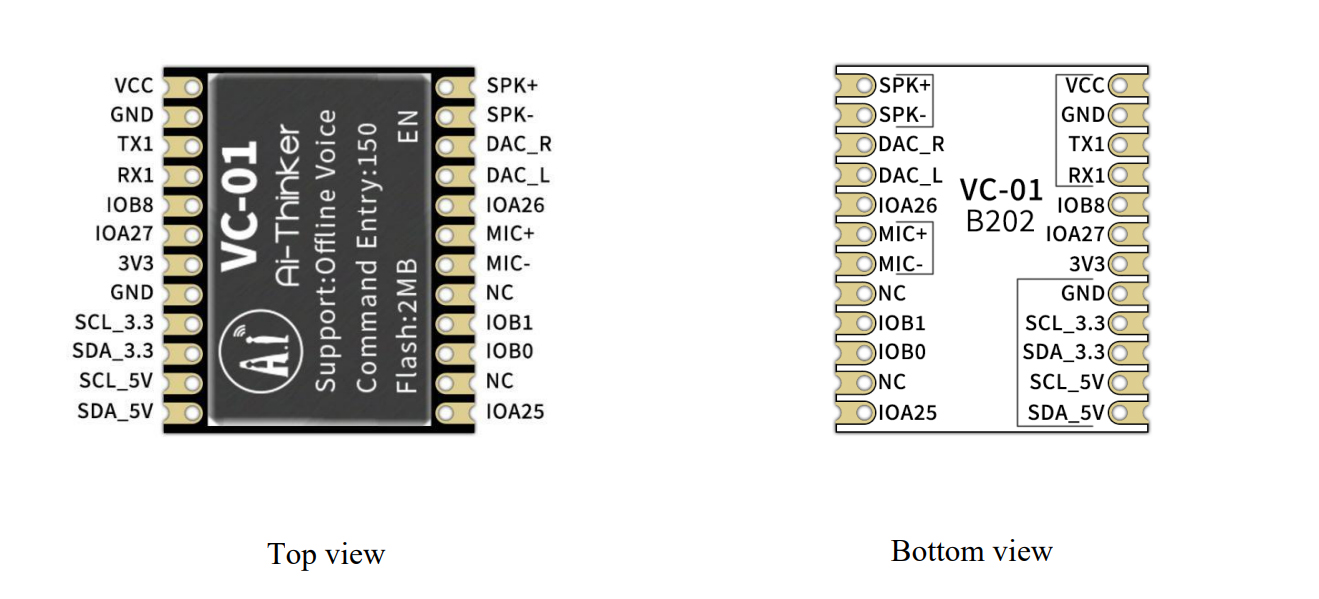 VCC
GND
TX1
RX1
IOB8
IOA27
3V3
GND
SCL_3.3
SDA_3.3
SCL_5V
SDA_5V
VC-01
Ai-Thinker
Support:Offline Voice
Command Entry:150
Flash:2MB EN
A.i
SPK+
SPK-
DAC_R
DAC_L
IOA26
MIC+
MIC-
NC
IOB1
IOB0
NC
IOA25
Top view
SPK+
SPK-
DAC_R
DAC_L
IOA26
MIC+
MIC-
NC
IOB1
IOB0
NC
IOA25
VC-01
B202
VCC
GND
TX1
RX1
IOB8
IOA27
3V3
GND
SCL_3.3
SDA_3.3
SCL_5V
SDA_5V
Bottom view